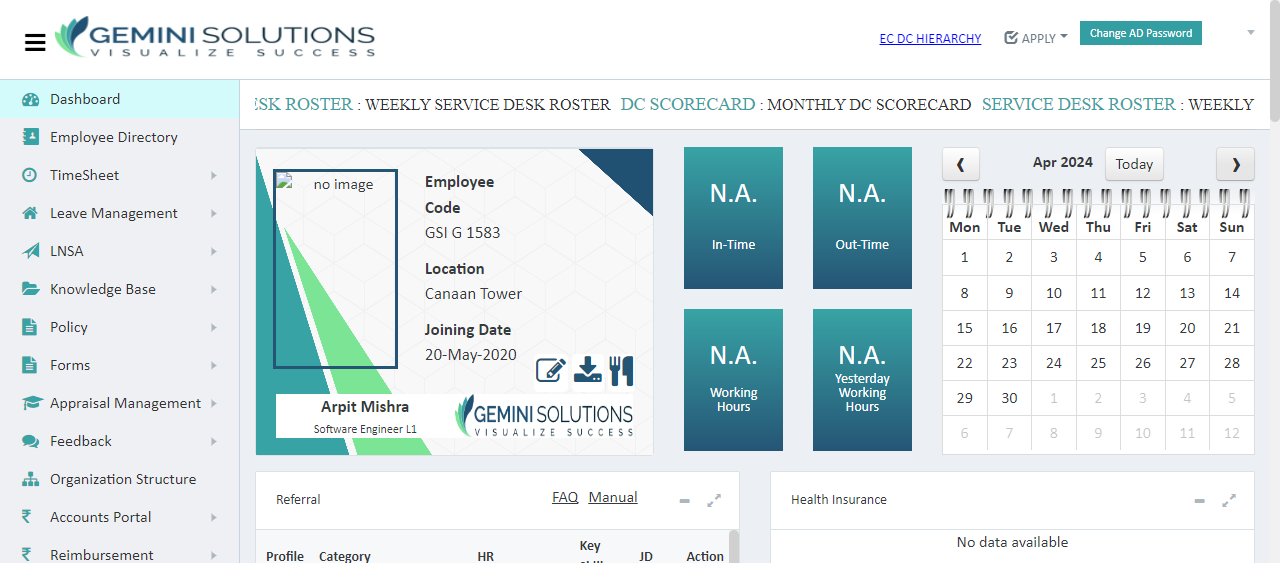 GEMINI SOLUTIONS
VISUALIZE SUCCESS
EC DC HIERARCHY
APPLY
Change AD Password
Dashboard
Employee Directory
TimeSheet
Leave Management
LNSA
Knowledge Base
Policy
Forms
Appraisal Management
Feedback
Organization Structure
Accounts Portal
Reimbursement
ESK ROSTER : WEEKLY SERVICE DESK ROSTER DC SCORECARD : MONTHLY DC SCORECARD SERVICE DESK ROSTER : WEEKLY
no image
Employee
Code
GSI G 1583
Location
Canaan Tower
Joining Date
20-May-2020
Arpit Mishra
Software Engineer L1
GEMINI SOLUTIONS
VISUALIZE SUCCESS
N.A.
In-Time
N.A.
Out-Time
N.A.
Working
Hours
N.A.
Yesterday
Working
Hours
Apr 2024 Today
Mon Tue Wed Thu Fri Sat Sun
1 2 3 4 5 6 7
8 9 10 11 12 13 14
15 16 17 18 19 20 21
22 23 24 25 26 27 28
29 30 1 2 3 4 5
6 7 8 9 10 11 12
Referral FAQ Manual
Profile Category HR Key JD Action
Health Insurance
No data available